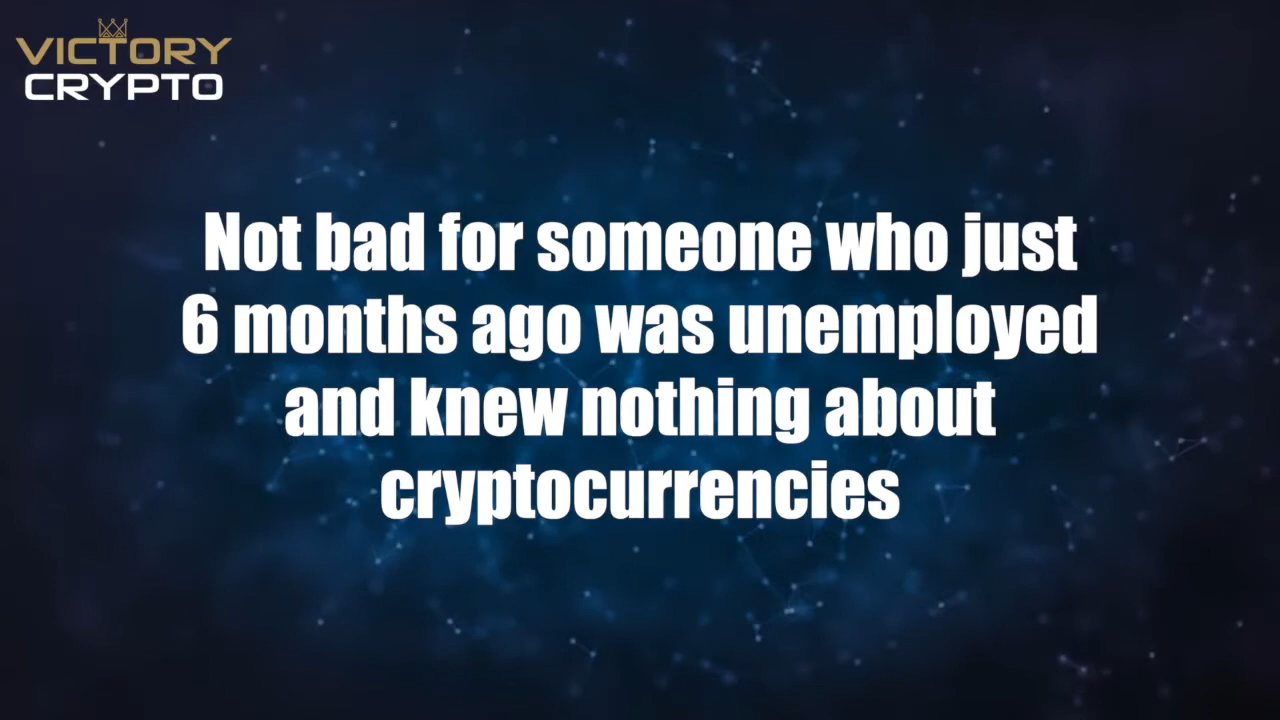 VICTORY
CRYPTO
Not bad for someone who just
6 months ago was unemployed
and knew nothing about
cryptocurrencies